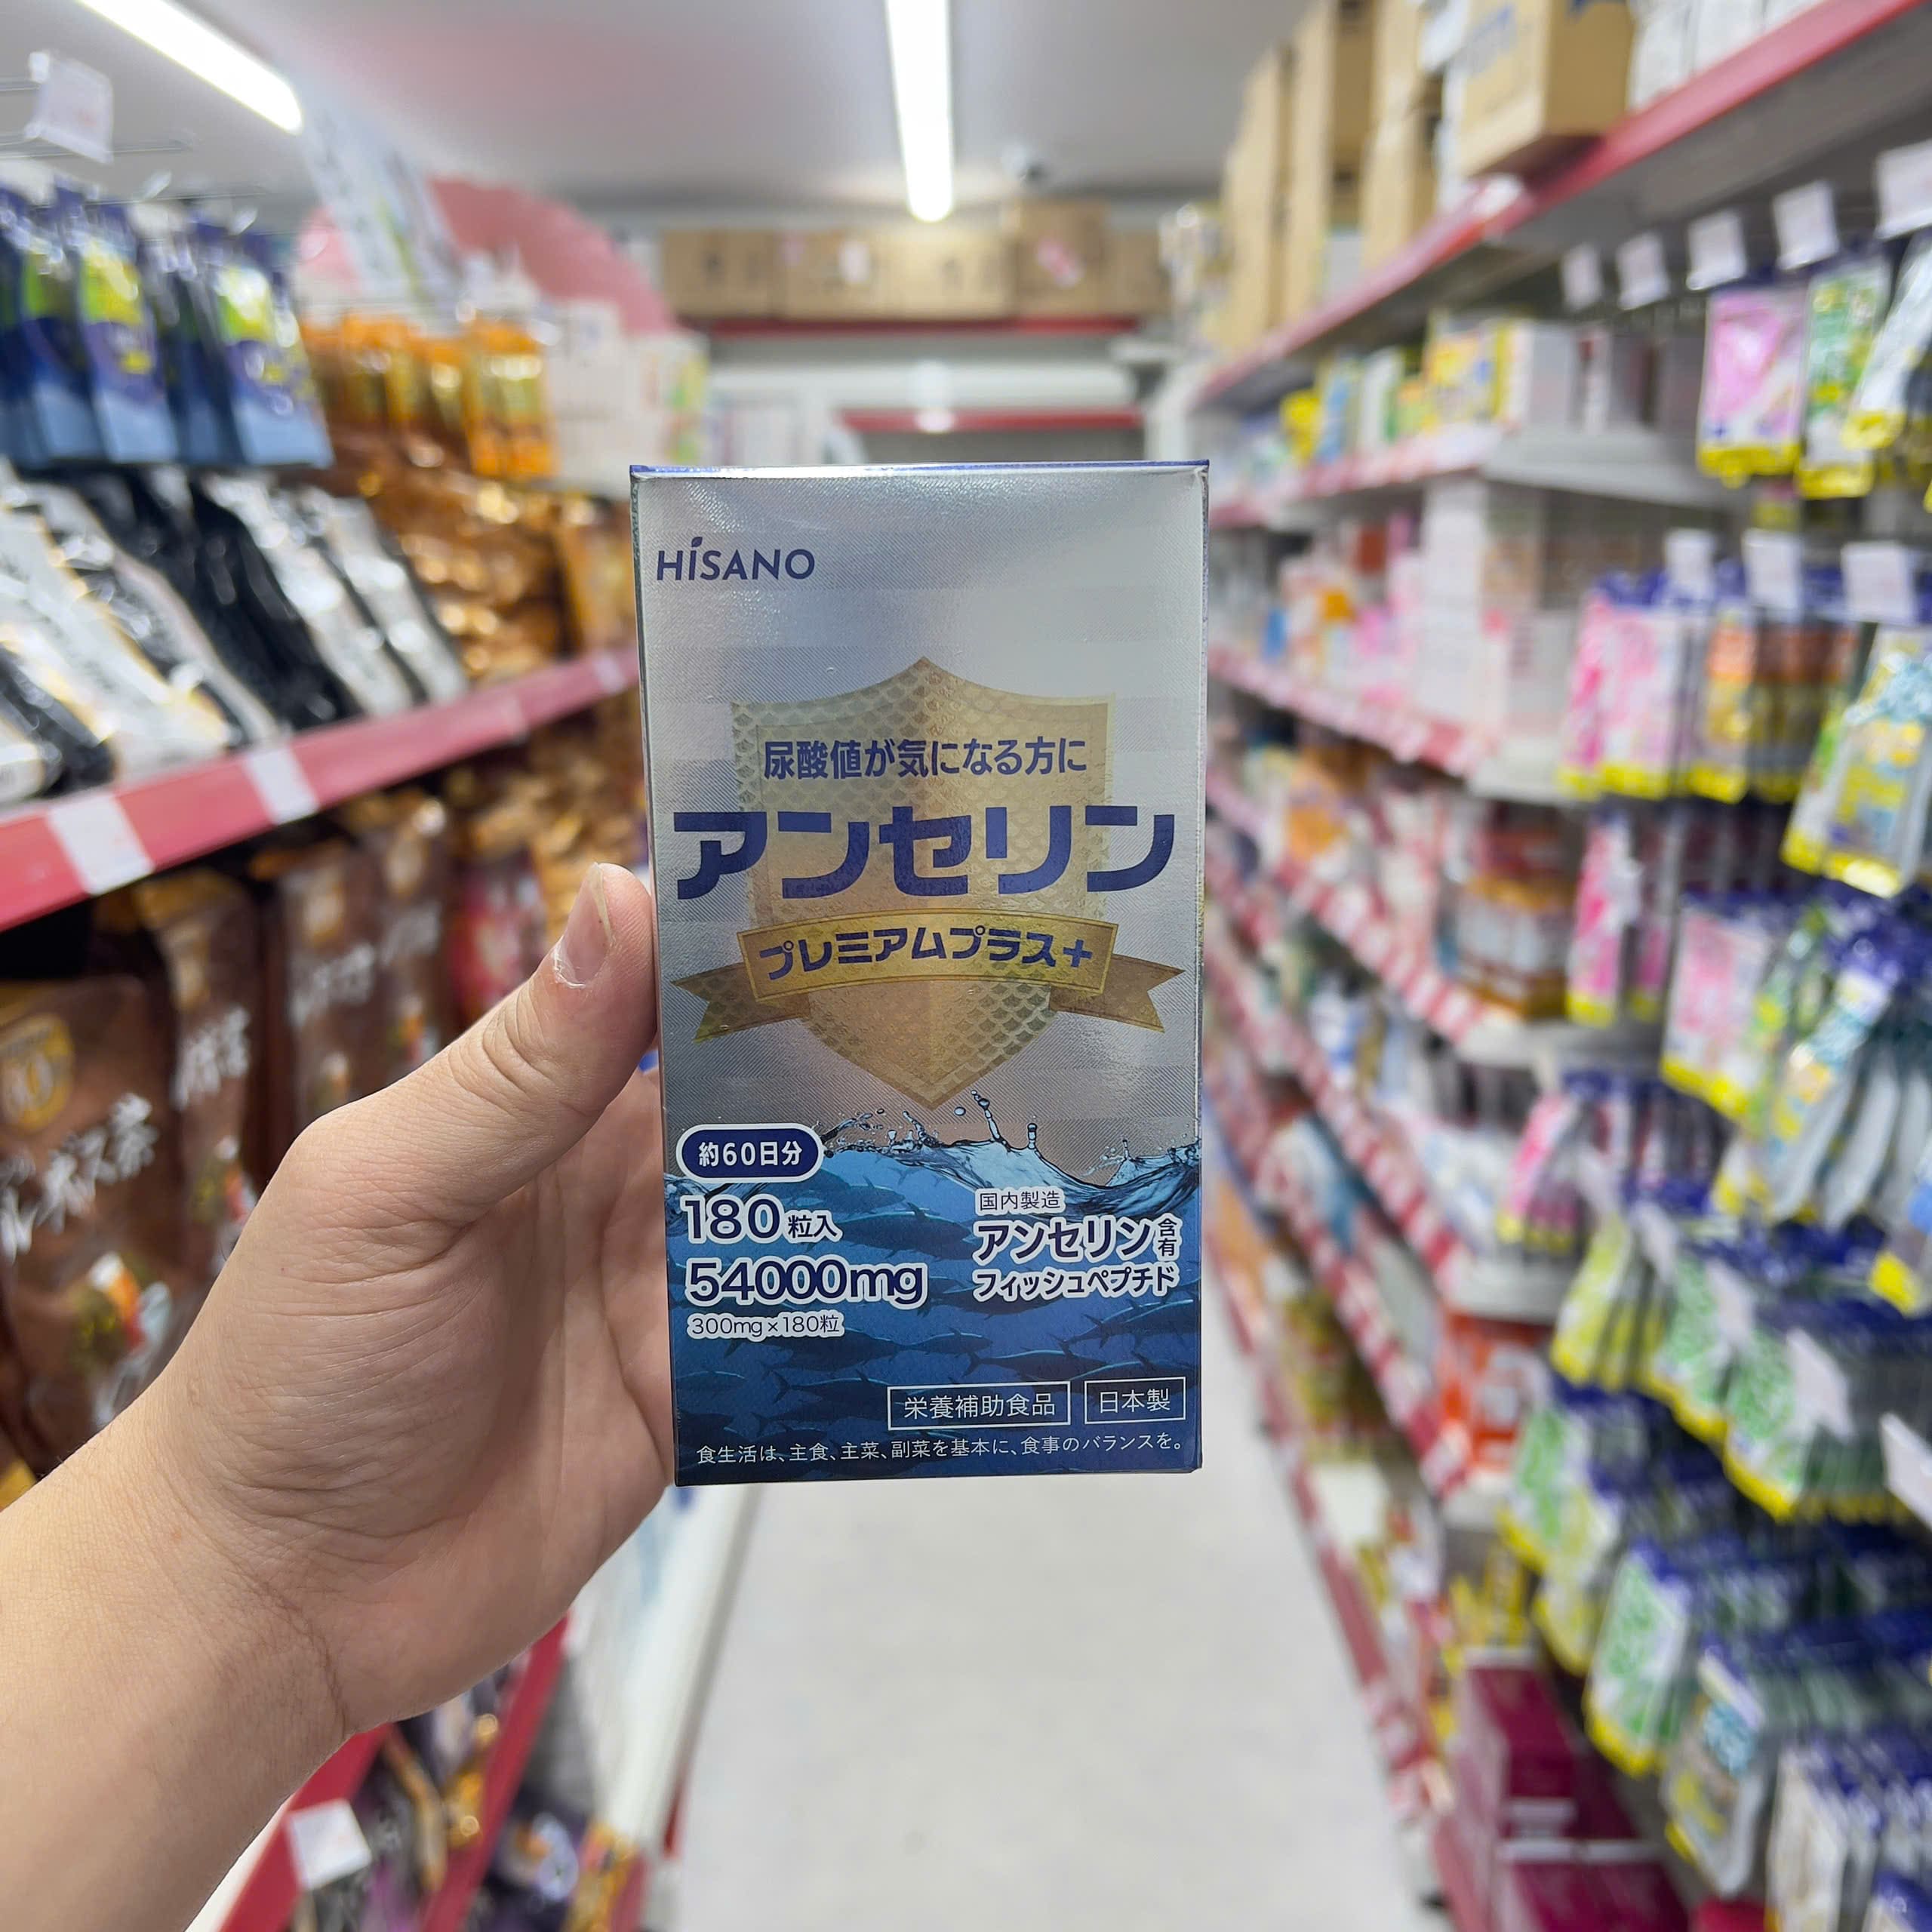 HiSANO
尿酸値が気になる方に
アンセリン
プレミアムプラス+
約60日分
180粒入
54000mg
300mg×180粒
国内製造
アンセリン含有
フィッシュペプチド
栄養補助食品
日本製
食生活は、主食、主菜、副菜を基本に、食事のバランスを。